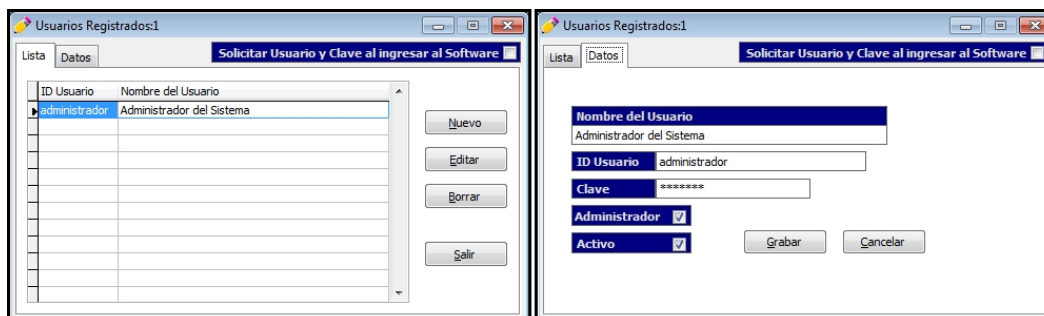 Usuarios Registrados:1
Lista Datos Solicitar Usuario y Clave al ingresar al Software
ID Usuario Nombre del Usuario
administrador Administrador del Sistema
Nuevo
Editar
Borrar
Salir
Usuarios Registrados:1
Lista Datos Solicitar Usuario y Clave al ingresar al Software
Nombre del Usuario
Administrador del Sistema
ID Usuario administrador
Clave *******
Administrador
Activo Grabar Cancelar